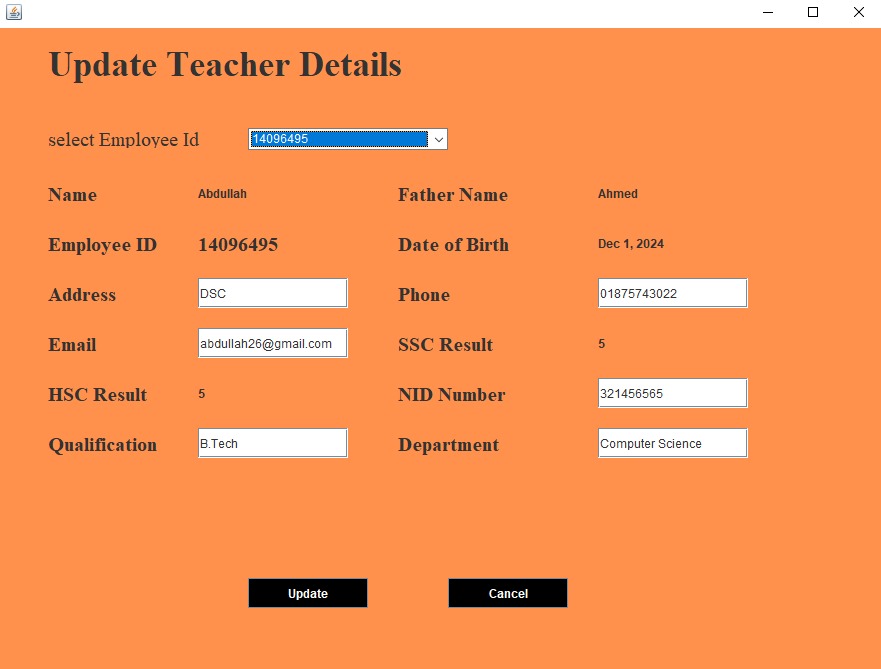 Update Teacher Details
select Employee Id 14096495
Name Abdullah Father Name Ahmed
Employee ID 14096495 Date of Birth Dec 1, 2024
Address DSC Phone 01875743022
Email abdullah26@gmail.com SSC Result 5
HSC Result 5 NID Number 321456565
Qualification B.Tech Department Computer Science
Update Cancel